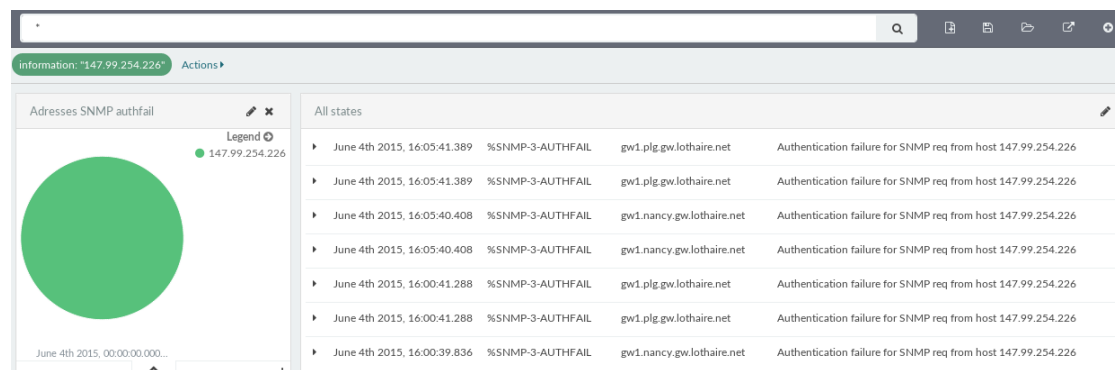 *
information: "147.99.254.226" Actions
Adresses SNMP authfail
Legend
147.99.254.226
June 4th 2015, 00:00:00.000...
All states
June 4th 2015, 16:05:41.389 %SNMP-3-AUTHFAIL gw1.plg.gw.lothaire.net Authentication failure for SNMP req from host 147.99.254.226
June 4th 2015, 16:05:41.389 %SNMP-3-AUTHFAIL gw1.plg.gw.lothaire.net Authentication failure for SNMP req from host 147.99.254.226
June 4th 2015, 16:05:40.408 %SNMP-3-AUTHFAIL gw1.nancy.gw.lothaire.net Authentication failure for SNMP req from host 147.99.254.226
June 4th 2015, 16:05:40.408 %SNMP-3-AUTHFAIL gw1.nancy.gw.lothaire.net Authentication failure for SNMP req from host 147.99.254.226
June 4th 2015, 16:00:41.288 %SNMP-3-AUTHFAIL gw1.plg.gw.lothaire.net Authentication failure for SNMP req from host 147.99.254.226
June 4th 2015, 16:00:41.288 %SNMP-3-AUTHFAIL gw1.plg.gw.lothaire.net Authentication failure for SNMP req from host 147.99.254.226
June 4th 2015, 16:00:39.836 %SNMP-3-AUTHFAIL gw1.nancy.gw.lothaire.net Authentication failure for SNMP req from host 147.99.254.226